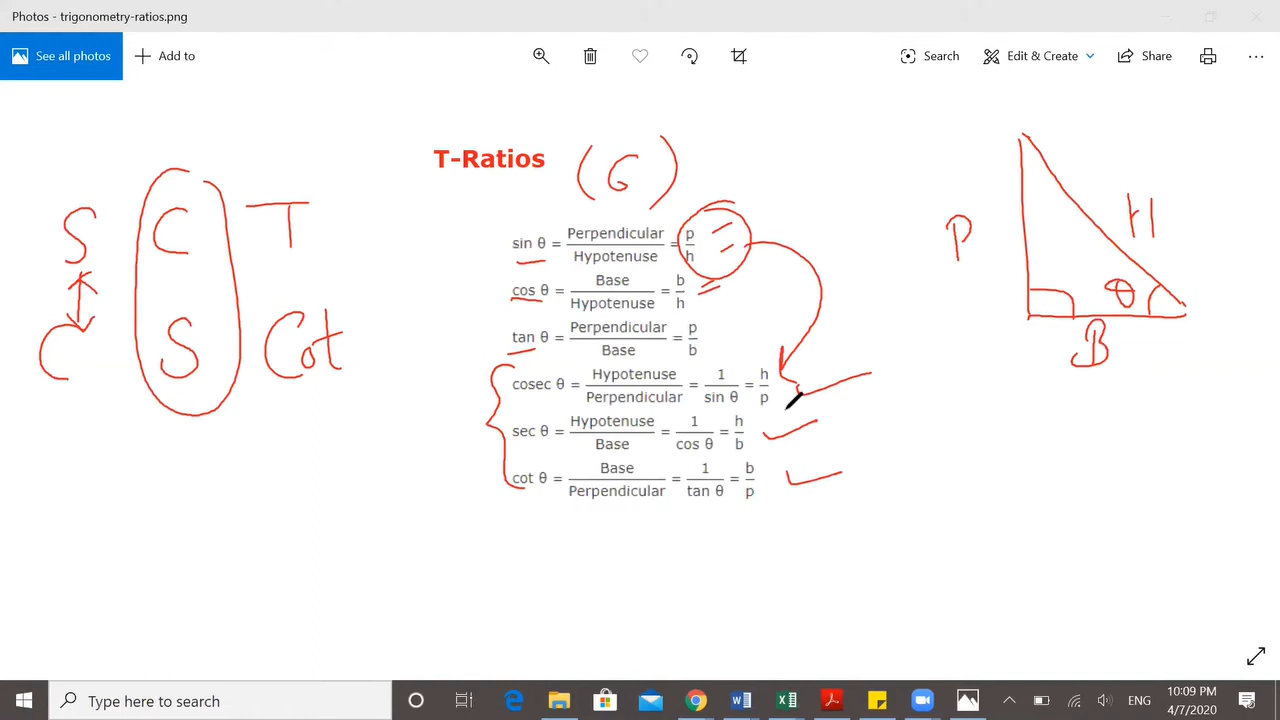 Photos - trigonometry-ratios.png
See all photos
Add to
Search
Edit & Create
Share
T-Ratios (6)
S C T
C S Cot
sin θ = Perpendicular / Hypotenuse = p / h
cos θ = Base / Hypotenuse = b / h
tan θ = Perpendicular / Base = p / b
cosec θ = Hypotenuse / Perpendicular = 1 / sin θ = h / p
sec θ = Hypotenuse / Base = 1 / cos θ = h / b
cot θ = Base / Perpendicular = 1 / tan θ = b / p
P
H
θ
B
Type here to search
ENG
10:09 PM
4/7/2020